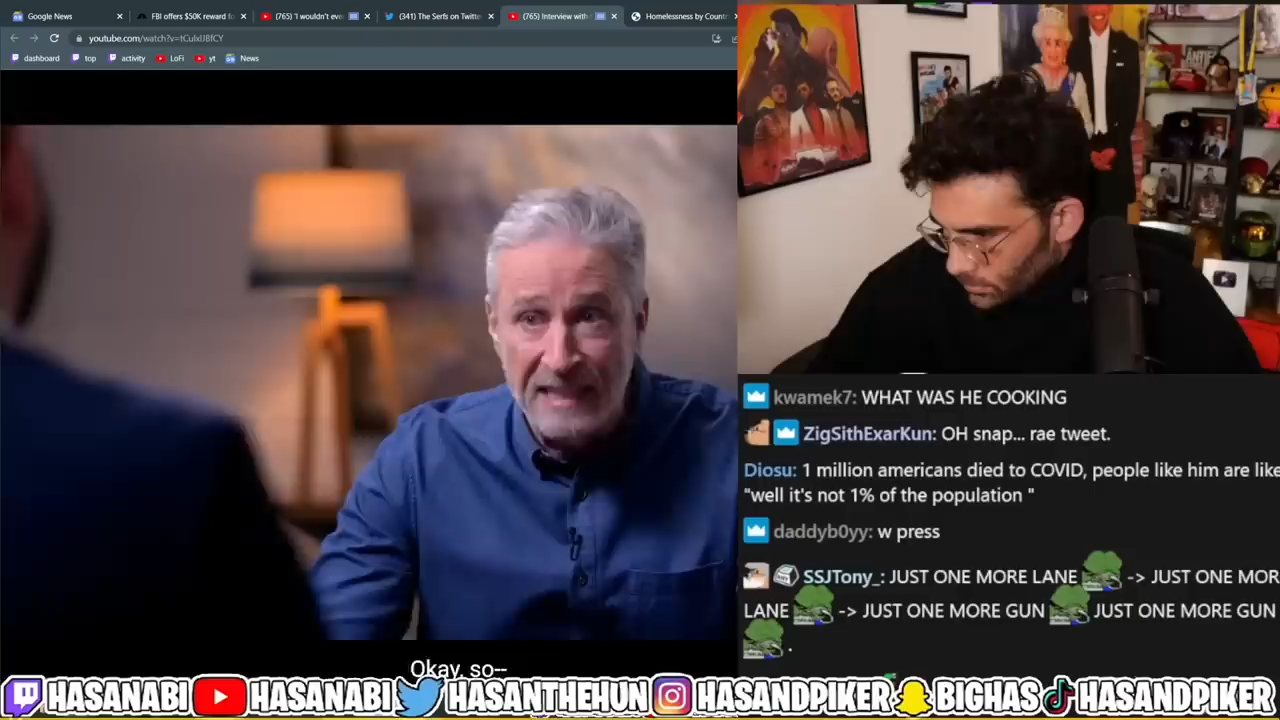 Google News
FBI offers $50K reward fo
(765) 'I wouldn't eve
(341) The Serfs on Twitte
(765) Interview with
Homelessness by Countr
youtube.com/watch?v=tCulxIJBfCY
dashboard
top
activity
LoFi
yt
News
kwamek7: WHAT WAS HE COOKING
ZigSithExarKun: OH snap... rae tweet.
Diosu: 1 million americans died to COVID, people like him are like
"well it's not 1% of the population "
daddyb0yy: w press
SSJTony_: JUST ONE MORE LANE -> JUST ONE MOR
LANE -> JUST ONE MORE GUN JUST ONE MORE GUN
.
Okay, so--
HASANABI HASANABI HASANTHEHUN HASANDPIKER BIGHAS HASANDPIKER